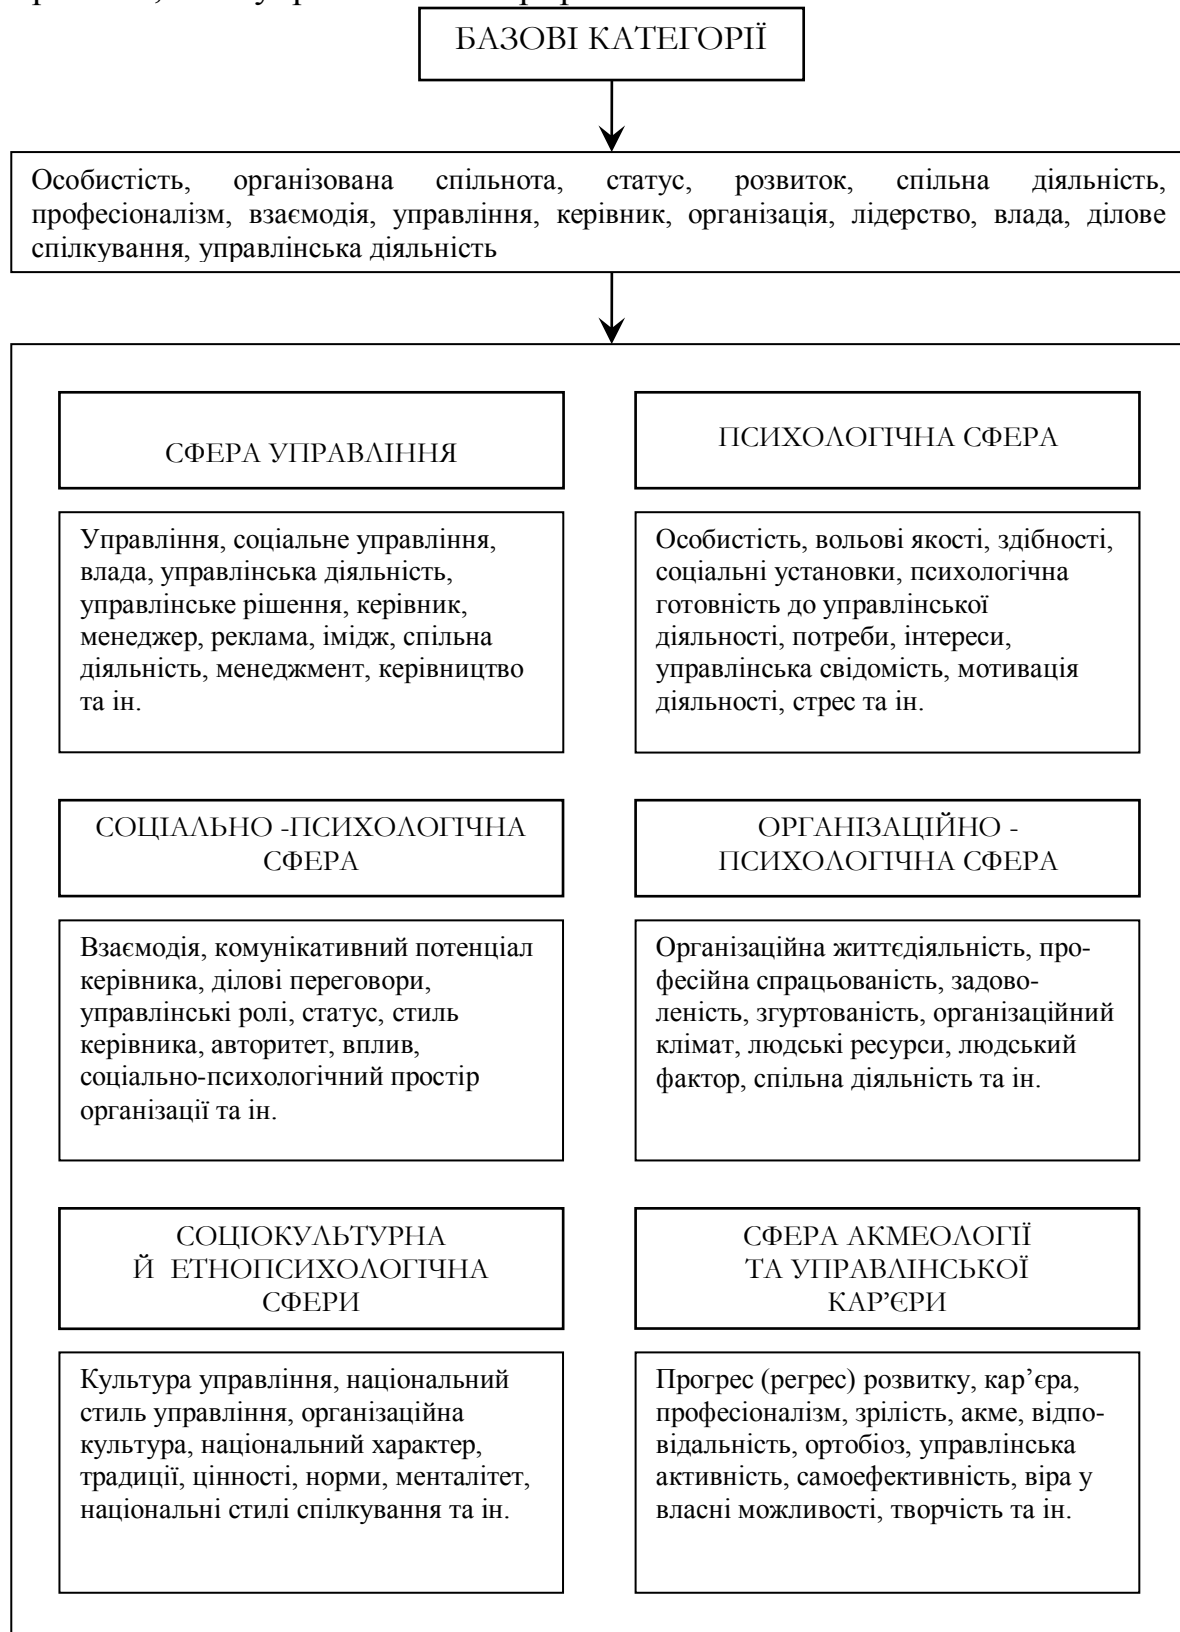 БАЗОВІ КАТЕГОРІЇ
Особистість, організована спільнота, статус, розвиток, спільна діяльність,
професіоналізм, взаємодія, управління, керівник, організація, лідерство, влада, ділове
спілкування, управлінська діяльність
СФЕРА УПРАВЛІННЯ
Управління, соціальне управління,
влада, управлінська діяльність,
управлінське рішення, керівник,
менеджер, реклама, імідж, спільна
діяльність, менеджмент, керівництво
та ін.
ПСИХОЛОГІЧНА СФЕРА
Особистість, вольові якості, здібності,
соціальні установки, психологічна
готовність до управлінської
діяльності, потреби, інтереси,
управлінська свідомість, мотивація
діяльності, стрес та ін.
СОЦІАЛЬНО -ПСИХОЛОГІЧНА
СФЕРА
Взаємодія, комунікативний потенціал
керівника, ділові переговори,
управлінські ролі, статус, стиль
керівника, авторитет, вплив,
соціально-психологічний простір
організації та ін.
ОРГАНІЗАЦІЙНО -
ПСИХОЛОГІЧНА СФЕРА
Організаційна життєдіяльність, про-
фесійна спрацьованість, задово-
леність, згуртованість, організаційний
клімат, людські ресурси, людський
фактор, спільна діяльність та ін.
СОЦІОКУЛЬТУРНА
Й ЕТНОПСИХОЛОГІЧНА
СФЕРИ
Культура управління, національний
стиль управління, організаційна
культура, національний характер,
традиції, цінності, норми, менталітет,
національні стилі спілкування та ін.
СФЕРА АКМЕОЛОГІЇ
ТА УПРАВЛІНСЬКОЇ
КАР’ЄРИ
Прогрес (регрес) розвитку, кар’єра,
професіоналізм, зрілість, акме, відпо-
відальність, ортобіоз, управлінська
активність, самоефективність, віра у
власні можливості, творчість та ін.